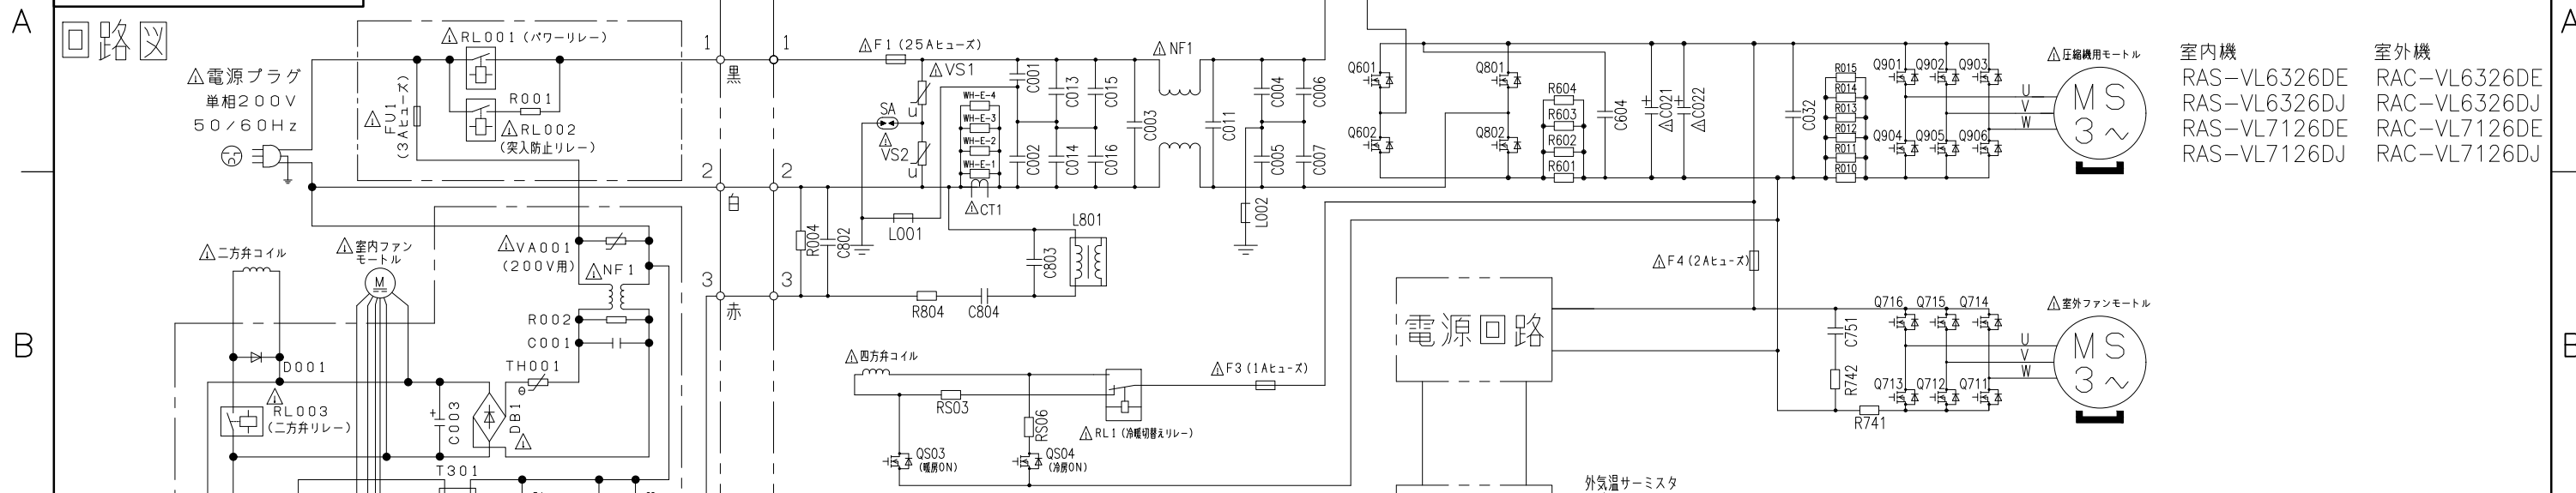 A
A
回路図
⚠RL001(パワーリレー)
1
1
黒
⚠F1(25Aヒューズ)
⚠NF1
⚠電源プラグ
単相200V
50/60Hz
⚠FU1
(3Aヒューズ)
R001
⚠RL002
(突入防止リレー)
⚠VS1
SA
⚠
VS2
u
u
WH-E-4
WH-E-3
WH-E-2
WH-E-1
⚠CT1
C001
C013
C015
C002
C014
C016
C003
C011
C004
C006
C005
C007
Q601
Q801
Q602
Q802
R604
R603
R602
R601
C604
+
⚠C021
+
⚠C022
C032
R015
R014
R013
R012
R011
R010
Q901
Q902
Q903
Q904
Q905
Q906
U
V
W
⚠圧縮機用モートル
MS
3~
室内機
室外機
RAS-VL6326DE
RAC-VL6326DE
RAS-VL6326DJ
RAC-VL6326DJ
RAS-VL7126DE
RAC-VL7126DE
RAS-VL7126DJ
RAC-VL7126DJ
2
2
白
L001
L002
R004
C802
L801
C803
3
3
赤
R804
C804
⚠二方弁コイル
⚠室内ファン
モートル
M
⚠VA001
(200V用)
⚠NF1
R002
C001
TH001
θ
D001
⚠
RL003
(二方弁リレー)
+
C003
DB1
⚠
T301
B
B
⚠四方弁コイル
RS03
RS06
⚠RL1(冷暖切替えリレー)
QS03
(暖房ON)
QS04
(冷房ON)
⚠F3(1Aヒューズ)
⚠F4(2Aヒューズ)
電源回路
外気温サーミスタ
C751
R742
R741
Q716
Q715
Q714
Q713
Q712
Q711
U
V
W
⚠室外ファンモートル
MS
3~